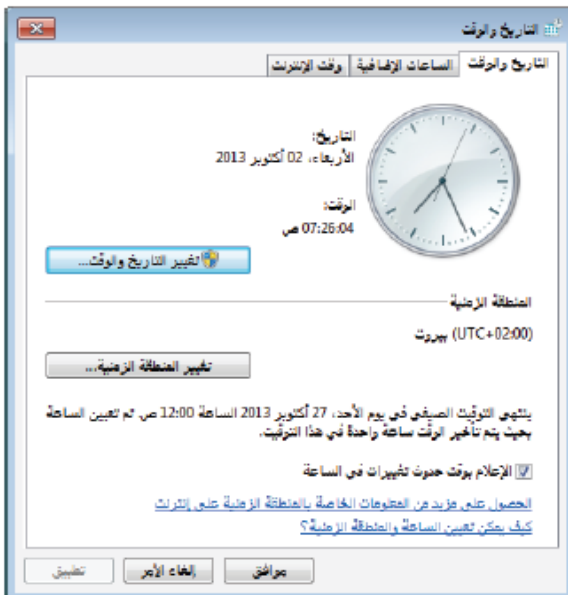 التاريخ والوقت
التاريخ والوقت
الساعات الإضافية
وقت الإنترنت
التاريخ:
الأربعاء، 02 أكتوبر 2013
الوقت:
07:26:04 ص
تغيير التاريخ والوقت...
المنطقة الزمنية
(UTC+02:00) بيروت
تغيير المنطقة الزمنية...
ينتهي التوقيت الصيفي في يوم الأحد، 27 أكتوبر 2013 الساعة 12:00 ص. تم تعيين الساعة
بحيث يتم تأخير الوقت ساعة واحدة في هذا التوقيت.
الإعلام بوقت حدوث تغييرات في الساعة
الحصول على مزيد من المعلومات الخاصة بالمنطقة الزمنية على إنترنت
كيف يمكن تعيين الساعة والمنطقة الزمنية؟
موافق
إلغاء الأمر
تطبيق